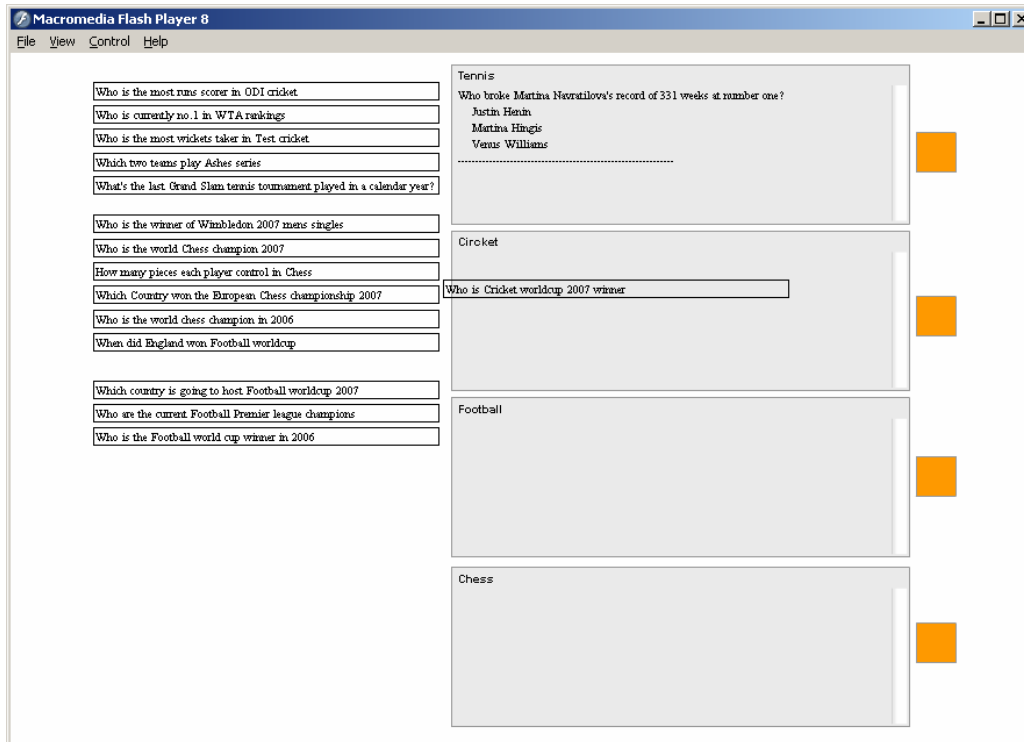 Macromedia Flash Player 8
File View Control Help
Who is the most runs scorer in ODI cricket
Who is currently no.1 in WTA rankings
Who is the most wickets taker in Test cricket
Which two teams play Ashes series
What's the last Grand Slam tennis tournament played in a calendar year?
Who is the winner of Wimbledon 2007 mens singles
Who is the world Chess champion 2007
How many pieces each player control in Chess
Which Country won the European Chess championship 2007
Who is the world chess champion in 2006
When did England won Football worldcup
Which country is going to host Football worldcup 2007
Who are the current Football Premier league champions
Who is the Football world cup winner in 2006
Tennis
Who broke Martina Navratilova's record of 331 weeks at number one?
Justin Henin
Martina Hingis
Venus Williams
--------------------------------------------------------------
Circket
Who is Cricket worldcup 2007 winner
Football
Chess